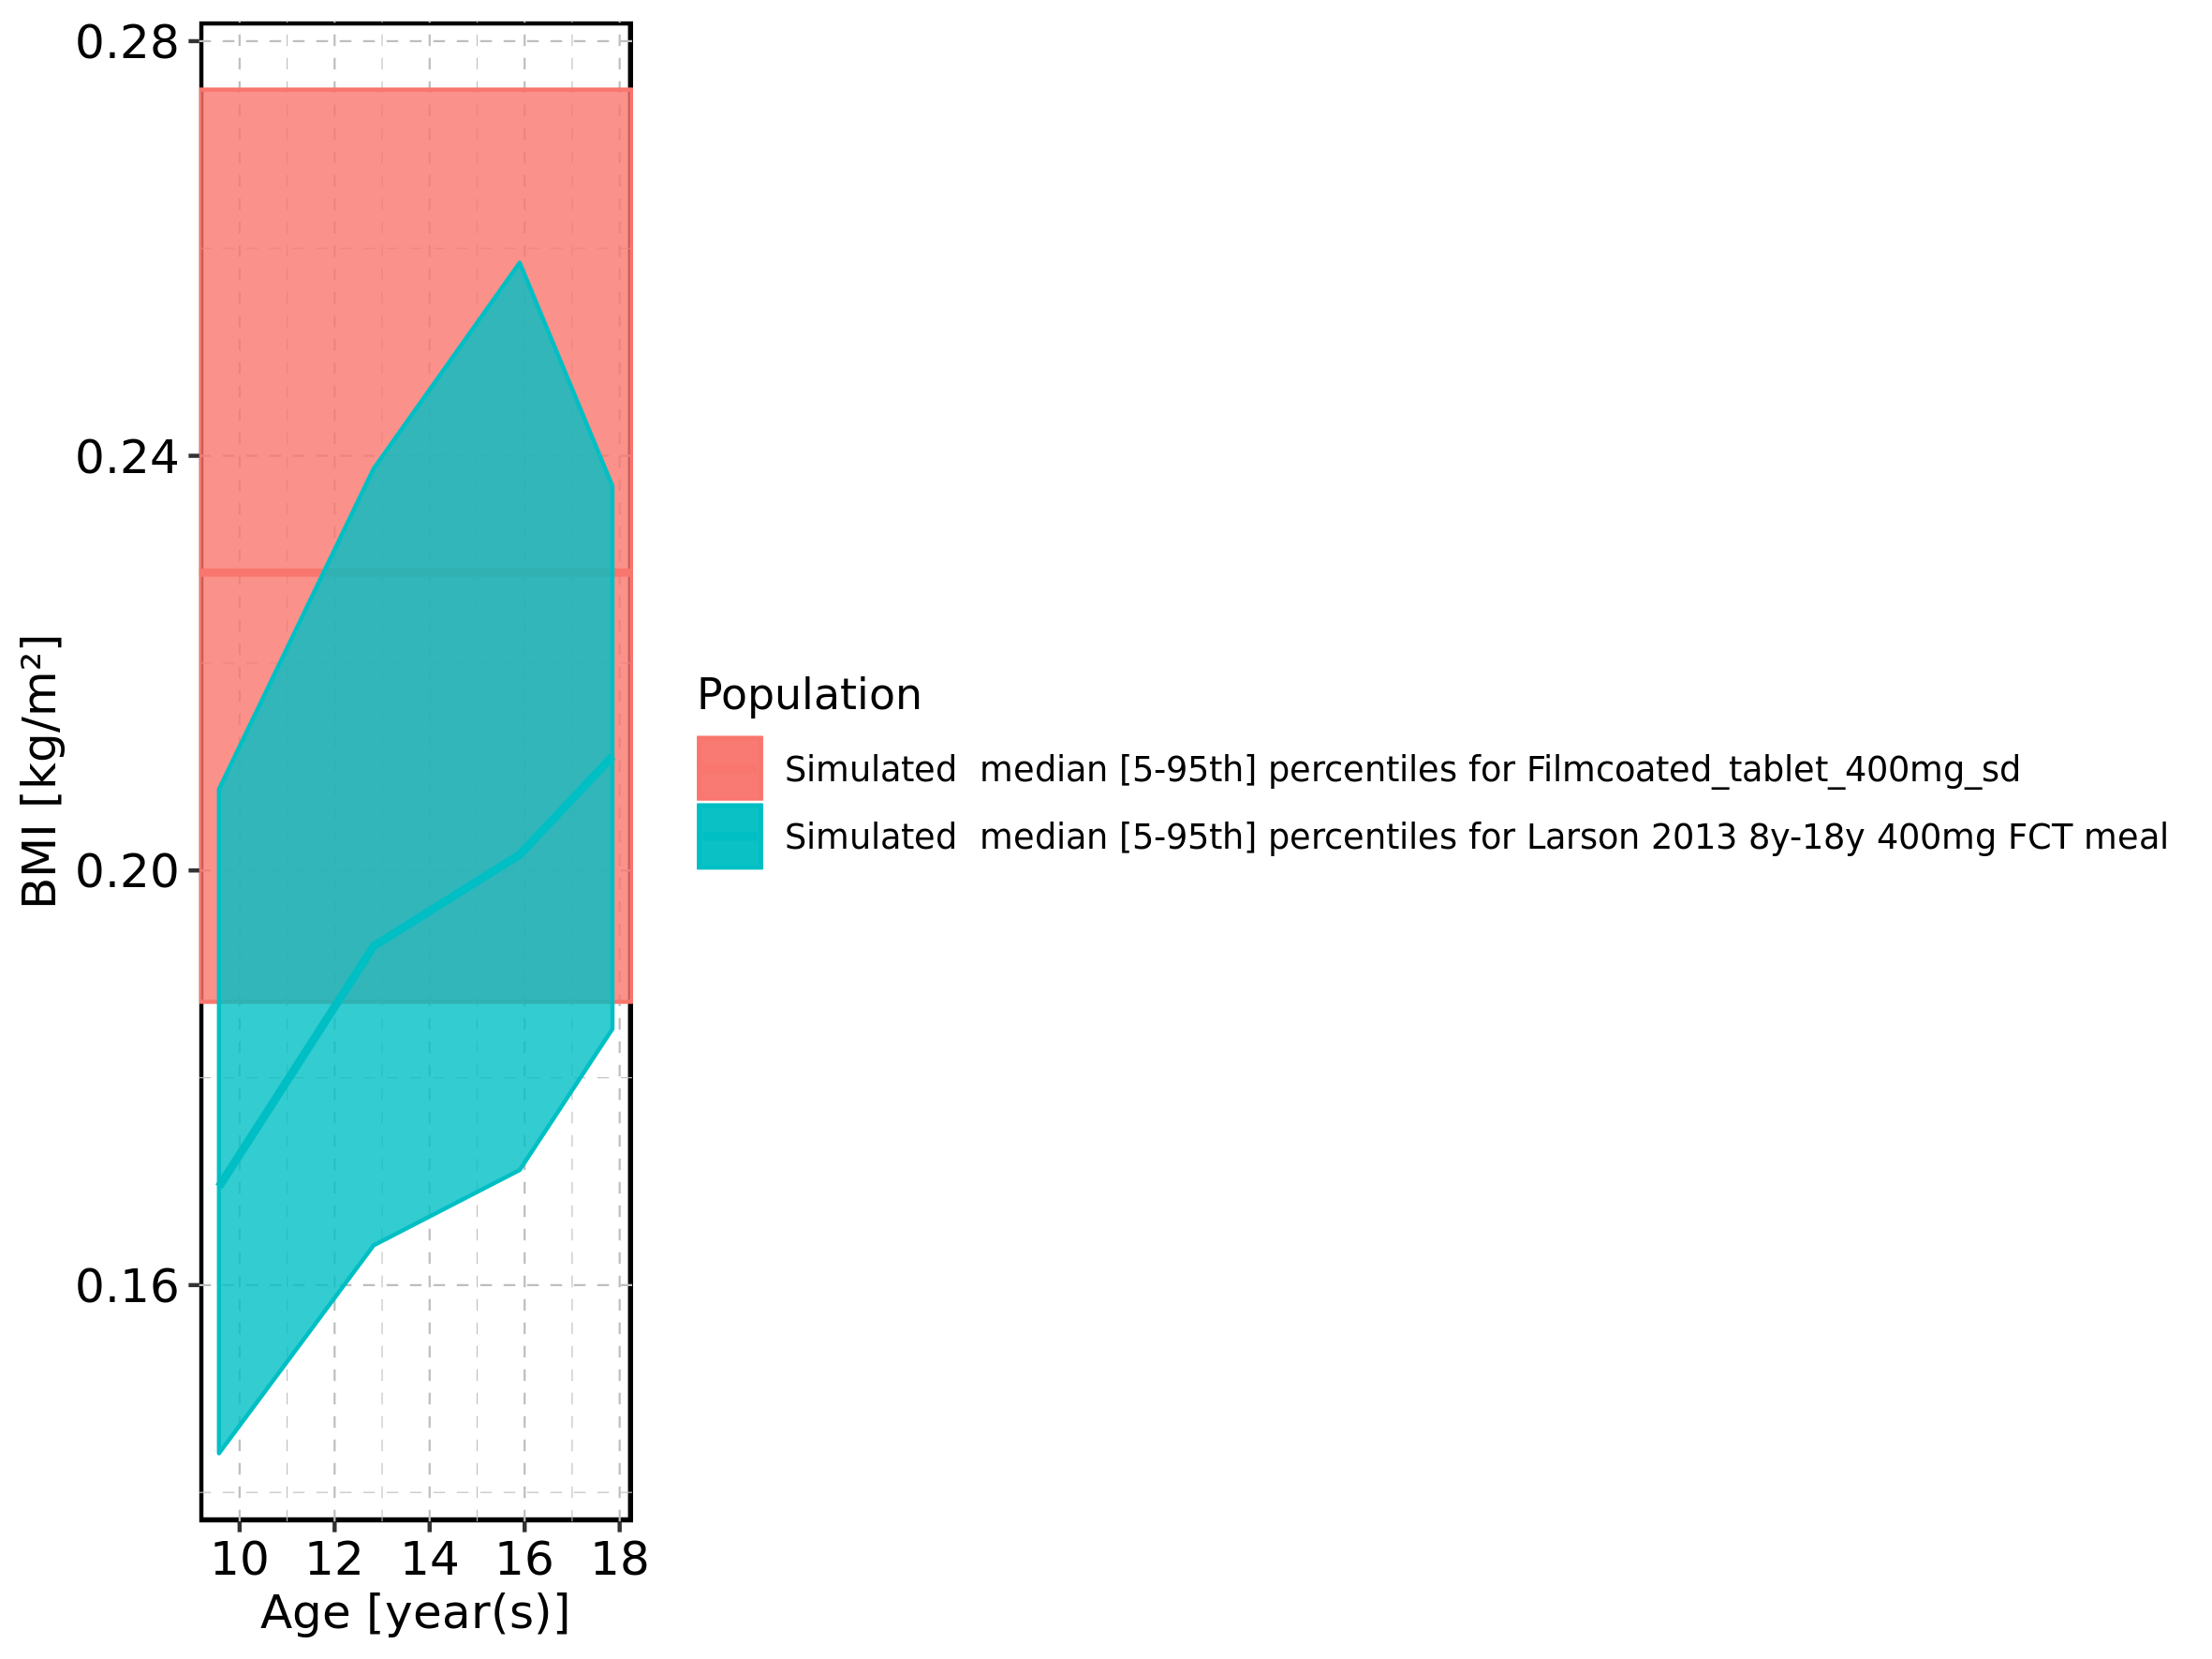 0.28
0.24
0.20
0.16
BMI [kg/m²]
10 12 14 16 18
Age [year(s)]
Population
Simulated  median [5-95th] percentiles for Filmcoated_tablet_400mg_sd
Simulated  median [5-95th] percentiles for Larson 2013 8y-18y 400mg FCT meal